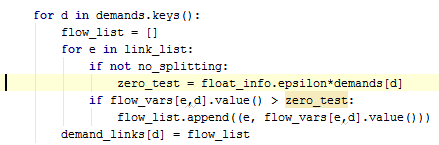 for d in demands.keys():
    flow_list = []
    for e in link_list:
        if not no_splitting:
            zero_test = float_info.epsilon*demands[d]
        if flow_vars[e,d].value() > zero_test:
            flow_list.append((e, flow_vars[e,d].value()))
    demand_links[d] = flow_list